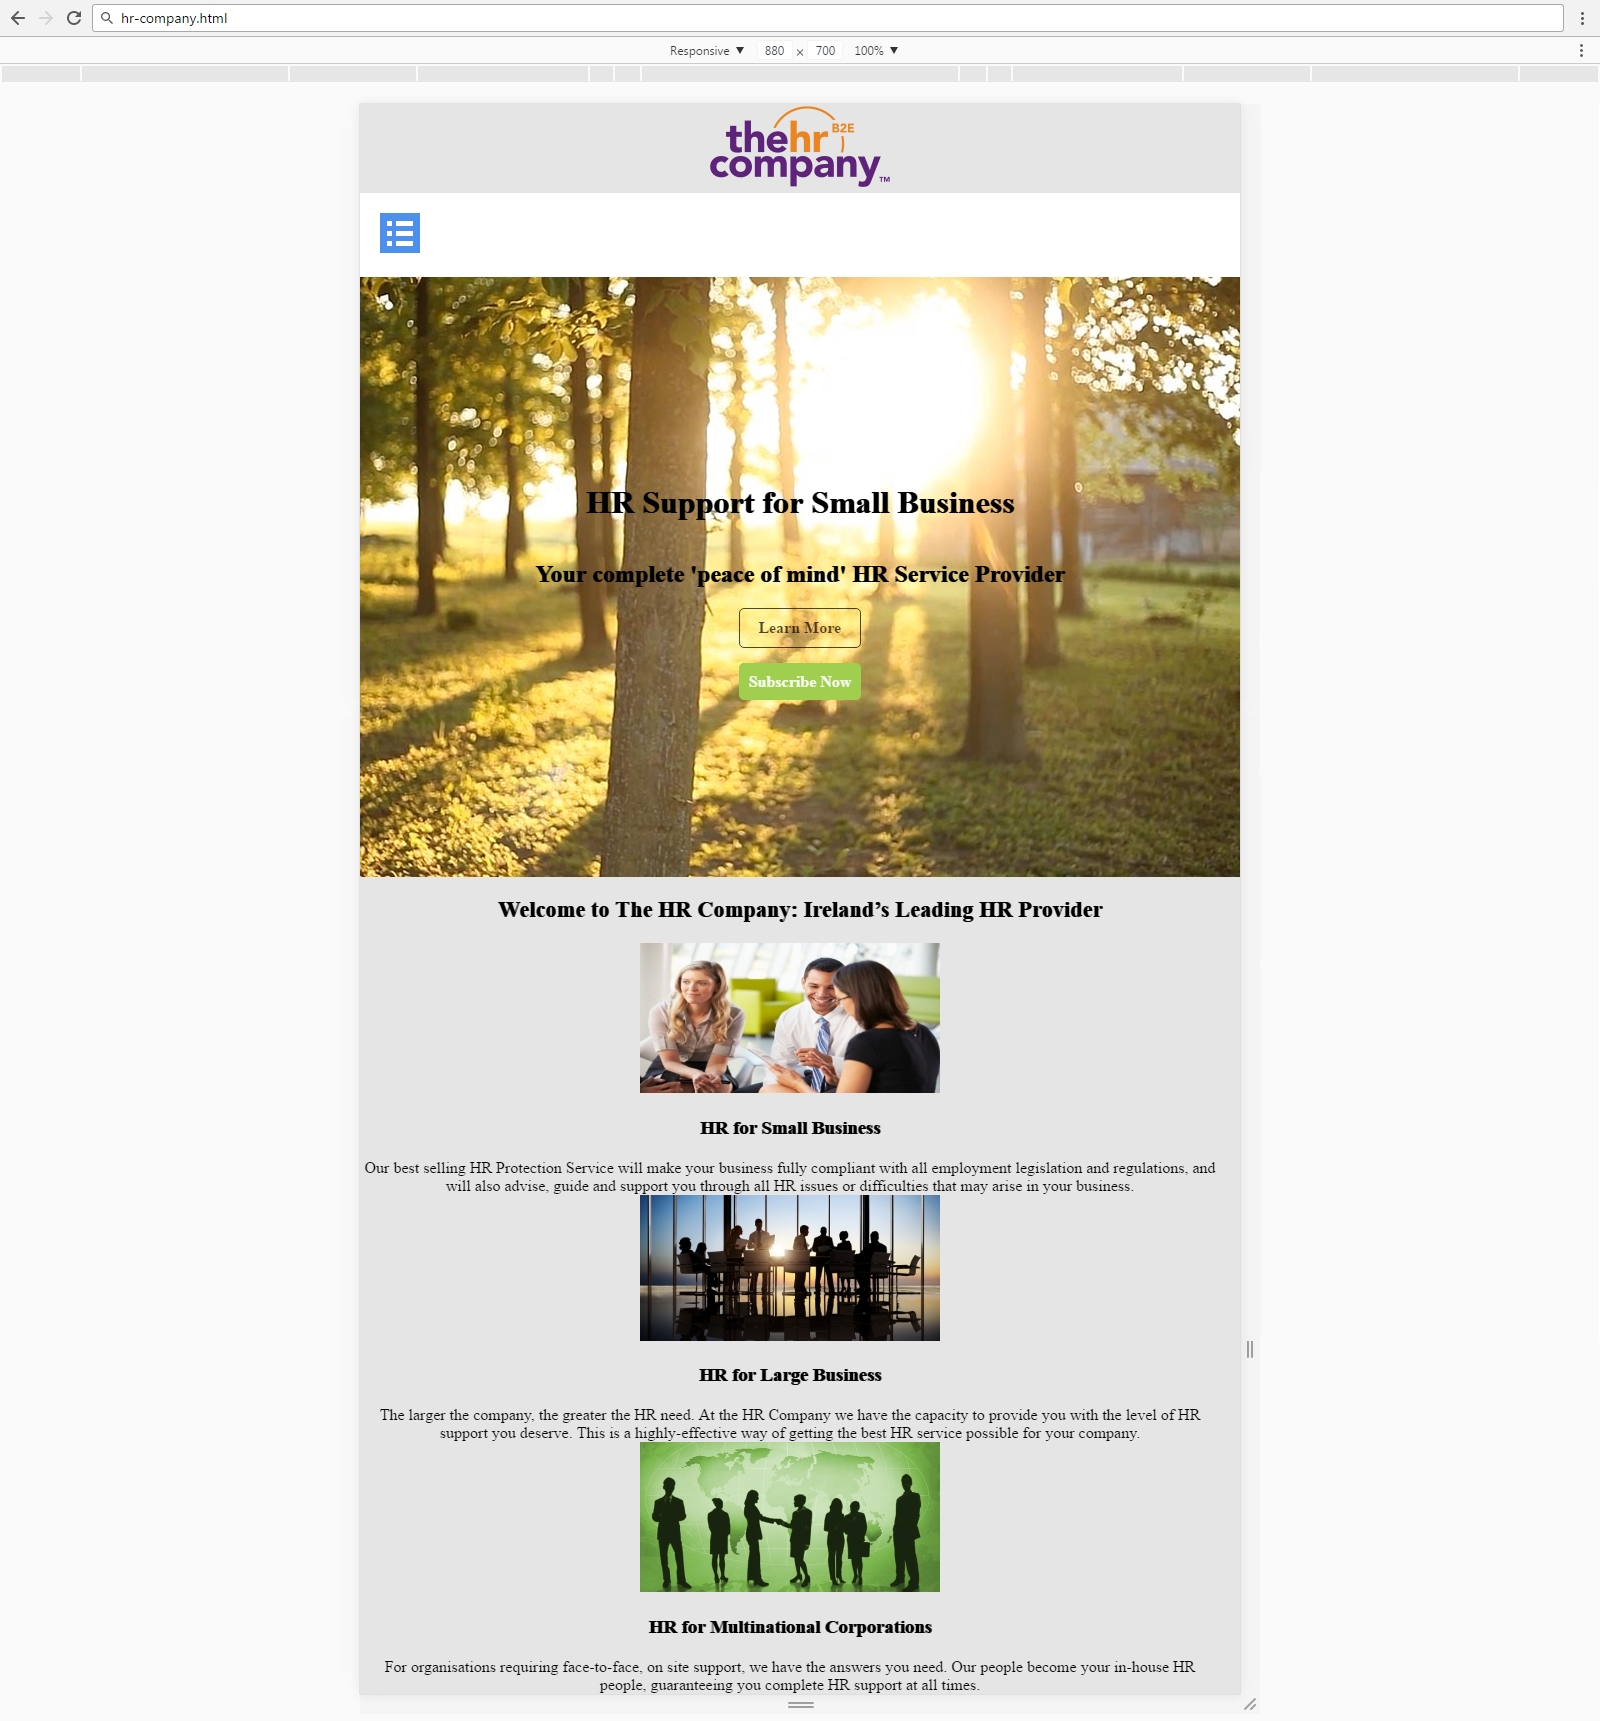 hr-company.html
Responsive ▼ 880 × 700 100% ▼
thehr B2E
company™
HR Support for Small Business
Your complete 'peace of mind' HR Service Provider
Learn More
Subscribe Now
Welcome to The HR Company: Ireland’s Leading HR Provider
HR for Small Business
Our best selling HR Protection Service will make your business fully compliant with all employment legislation and regulations, and
will also advise, guide and support you through all HR issues or difficulties that may arise in your business.
HR for Large Business
The larger the company, the greater the HR need. At the HR Company we have the capacity to provide you with the level of HR
support you deserve. This is a highly-effective way of getting the best HR service possible for your company.
HR for Multinational Corporations
For organisations requiring face-to-face, on site support, we have the answers you need. Our people become your in-house HR
people, guaranteeing you complete HR support at all times.